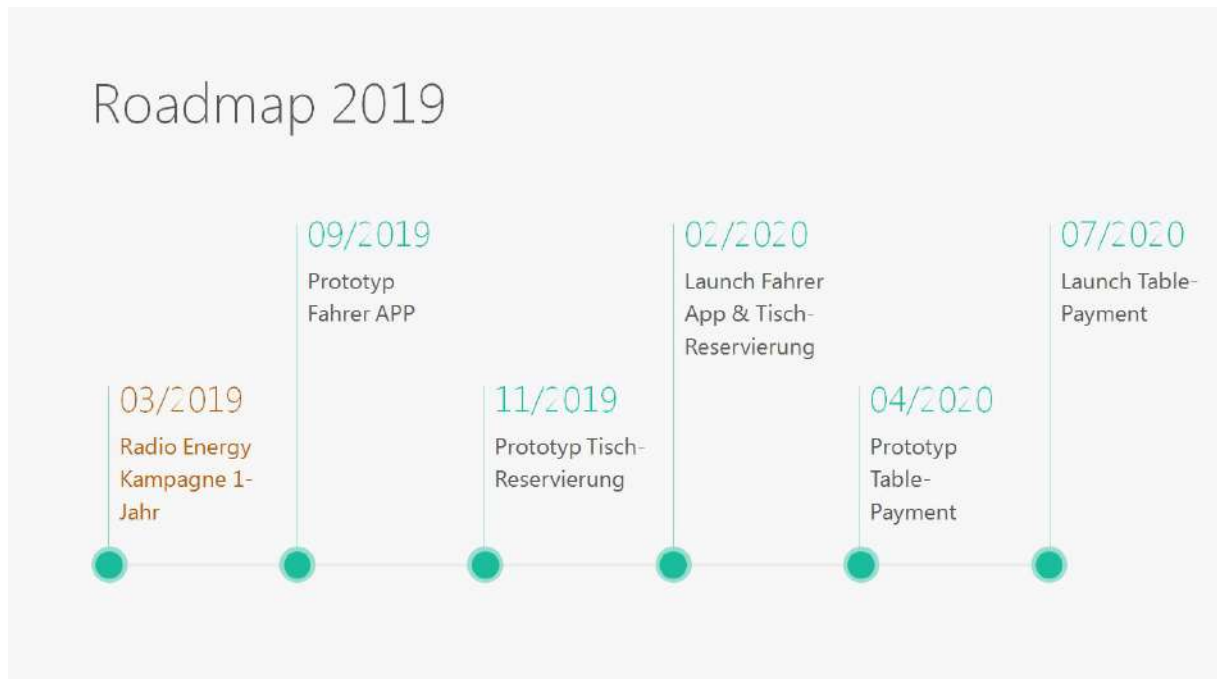 Roadmap 2019
03/2019
Radio Energy
Kampagne 1-
Jahr
09/2019
Prototyp
Fahrer APP
11/2019
Prototyp Tisch-
Reservierung
02/2020
Launch Fahrer
App & Tisch-
Reservierung
04/2020
Prototyp
Table-
Payment
07/2020
Launch Table-
Payment